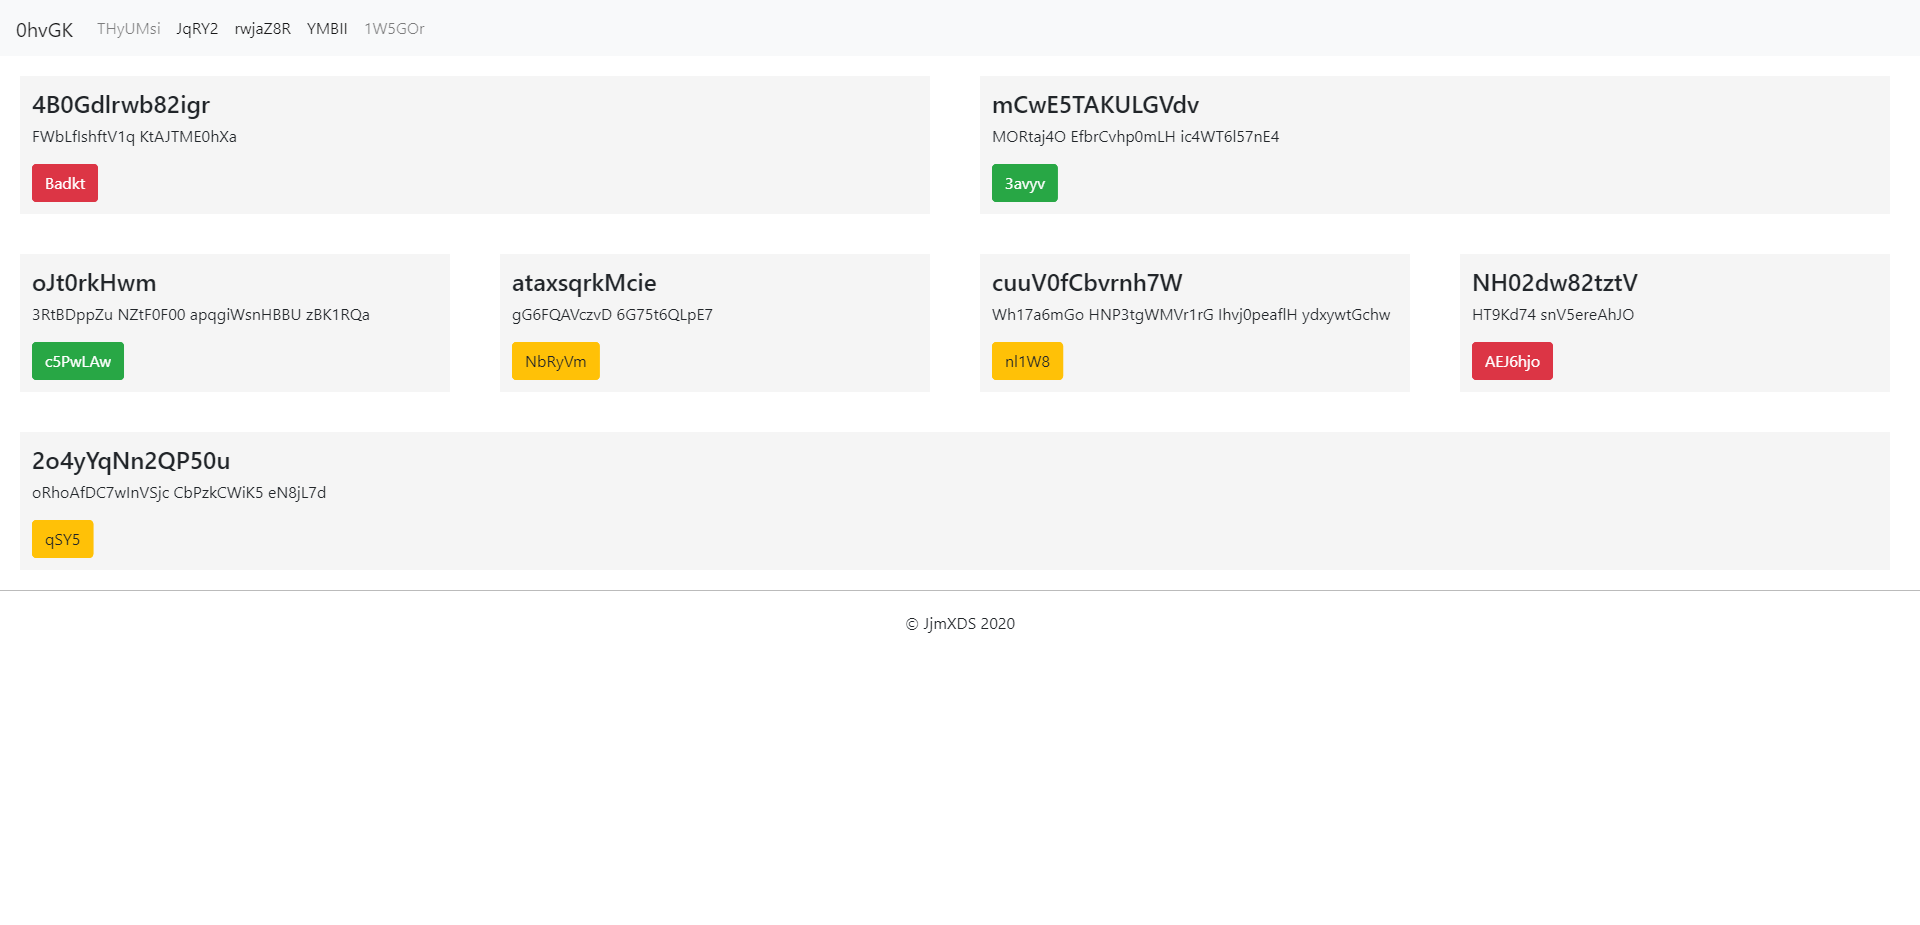 0hvGK THyUMsi JqRY2 rwjaZ8R YMBII 1W5GOr
4B0Gdlrwb82igr
FWbLfIshftV1q KtAJTME0hXa
Badkt
mCwE5TAKULGVdv
MORtaj4O EfbrCvhp0mLH ic4WT6l57nE4
3avyv
oJt0rkHwm
3RtBDppZu NZtF0F00 apqgiWsnHBBU zBK1RQa
c5PwLAw
ataxsqrkMcie
gG6FQAVczvD 6G75t6QLpE7
NbRyVm
cuuV0fCbvrnh7W
Wh17a6mGo HNP3tgWMVr1rG Ihvj0peaflH ydxywtGchw
nl1W8
NH02dw82tztV
HT9Kd74 snV5ereAhJO
AEJ6hjo
2o4yYqNn2QP50u
oRhoAfDC7wInVSjc CbPzkCWiK5 eN8jL7d
qSY5
© JjmXDS 2020